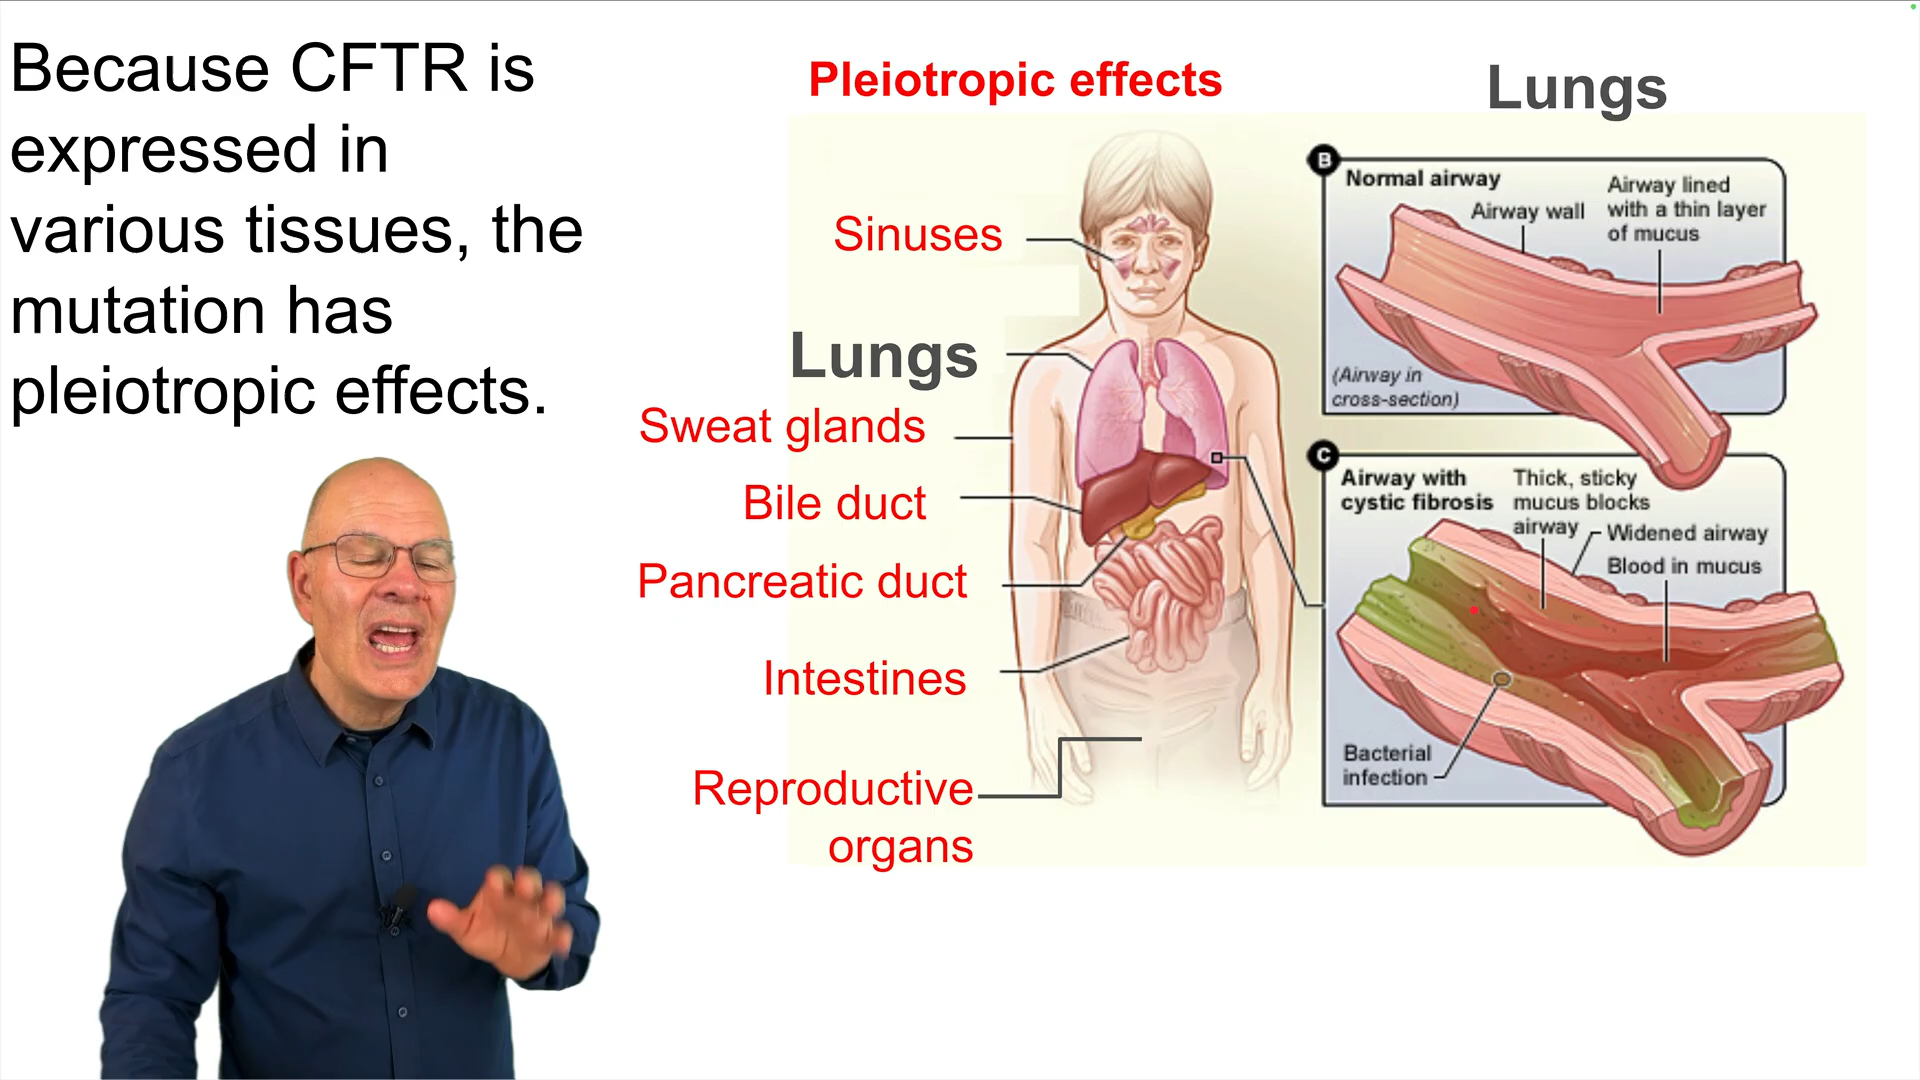 Because CFTR is
expressed in
various tissues, the
mutation has
pleiotropic effects.
Pleiotropic effects
Sinuses
Lungs
Sweat glands
Bile duct
Pancreatic duct
Intestines
Reproductive
organs
Lungs
B
Normal airway
Airway wall
Airway lined
with a thin layer
of mucus
(Airway in
cross-section)
C
Airway with
cystic fibrosis
Thick, sticky
mucus blocks
airway
Widened airway
Blood in mucus
Bacterial
infection